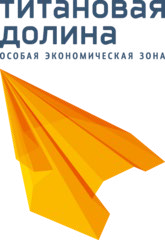 титановая
долина
ОСОБАЯ ЭКОНОМИЧЕСКАЯ ЗОНА